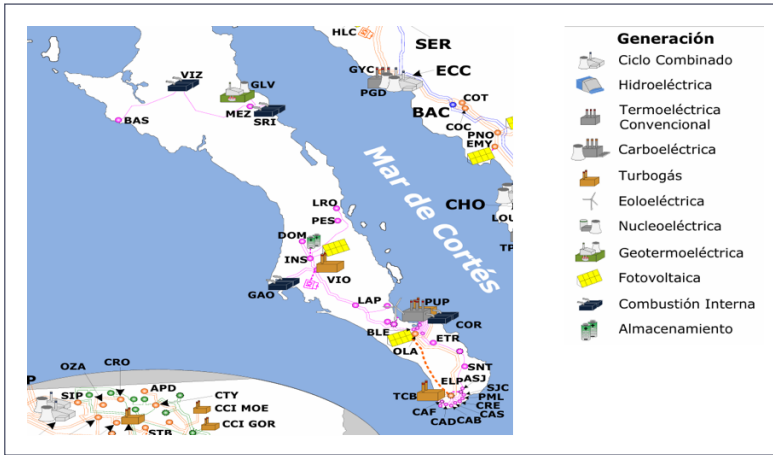 HLC
SER
GYC
ECC
PGD
VIZ
GLV
MEZ
SRI
BAS
BAC
COT
COC
PNO
EMY
Mar de Cortés
CHO
LOU
TP
LRO
PES
DOM
INS
VIO
GAO
LAP
PUP
COR
BLE
ETR
OLA
SNT
ELP
ASJ
SJC
PML
CRE
CAS
TCB
CAF
CAD
CAB
P
OZA
CRO
SIP
APD
CTY
CCI MOE
CCI GOR
STB
Generación
Ciclo Combinado
Hidroeléctrica
Termoeléctrica
Convencional
Carboeléctrica
Turbogás
Eoloeléctrica
Nucleoeléctrica
Geotermoeléctrica
Fotovoltaica
Combustión Interna
Almacenamiento